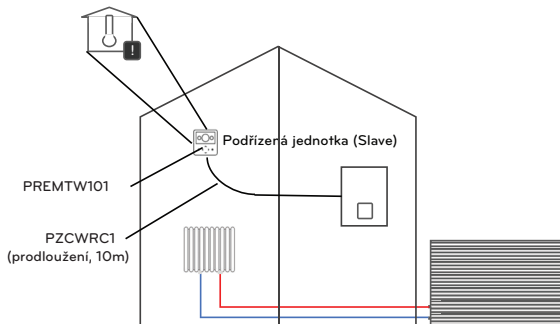 !
Podřízená jednotka (Slave)
PREMTW101
PZCWRC1
(prodloužení, 10m)